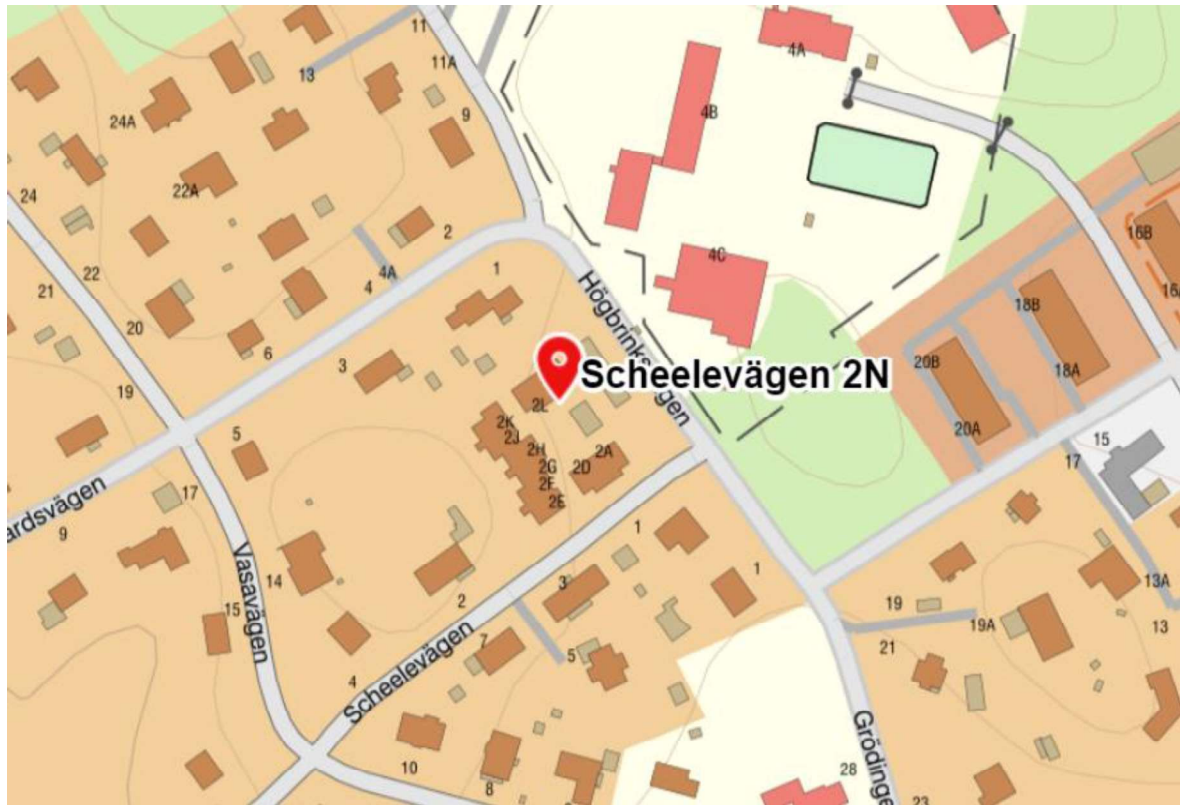 11
11A
13
9
24A
22A
24
22
21
20
19
2
4A
4
1
6
3
5
4A
4B
4C
16B
16A
18B
18A
20B
20A
15
17
Högbrinksvägen
Scheelevägen 2N
2L
2K
2J
2H
2G
2F
2E
2A
2D
ardsvägen
9
17
15
14
Vasavägen
2
4
Scheelevägen
1
3
1
7
5
10
8
19
19A
21
13A
13
Grödinge
28
23